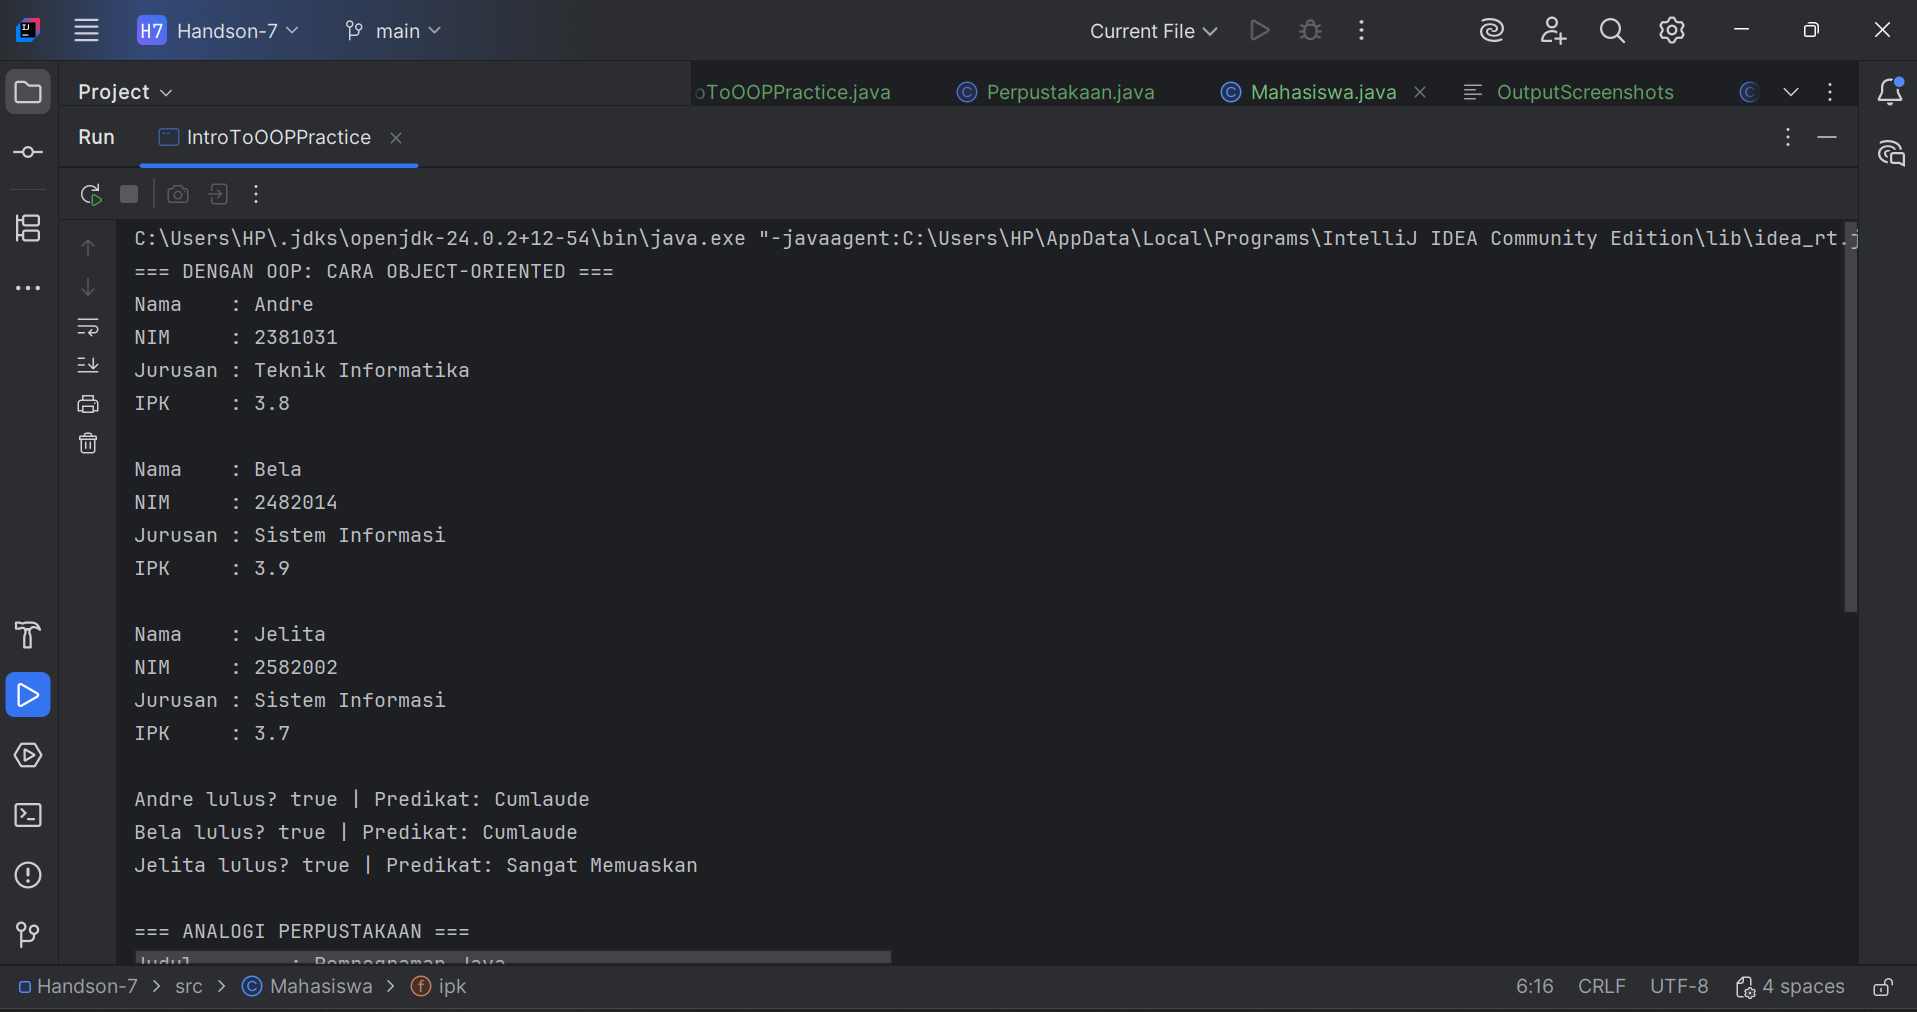 H7 Handson-7 main Current File
Project oToOOPPractice.java Perpustakaan.java Mahasiswa.java OutputScreenshots
Run IntroToOOPPractice
C:\Users\HP\.jdks\openjdk-24.0.2+12-54\bin\java.exe "-javaagent:C:\Users\HP\AppData\Local\Programs\IntelliJ IDEA Community Edition\lib\idea_rt.j
=== DENGAN OOP: CARA OBJECT-ORIENTED ===
Nama    : Andre
NIM     : 2381031
Jurusan : Teknik Informatika
IPK     : 3.8
Nama    : Bela
NIM     : 2482014
Jurusan : Sistem Informasi
IPK     : 3.9
Nama    : Jelita
NIM     : 2582002
Jurusan : Sistem Informasi
IPK     : 3.7
Andre lulus? true | Predikat: Cumlaude
Bela lulus? true | Predikat: Cumlaude
Jelita lulus? true | Predikat: Sangat Memuaskan
=== ANALOGI PERPUSTAKAAN ===
Judul : Java
Handson-7 > src > Mahasiswa > ipk 6:16 CRLF UTF-8 4 spaces